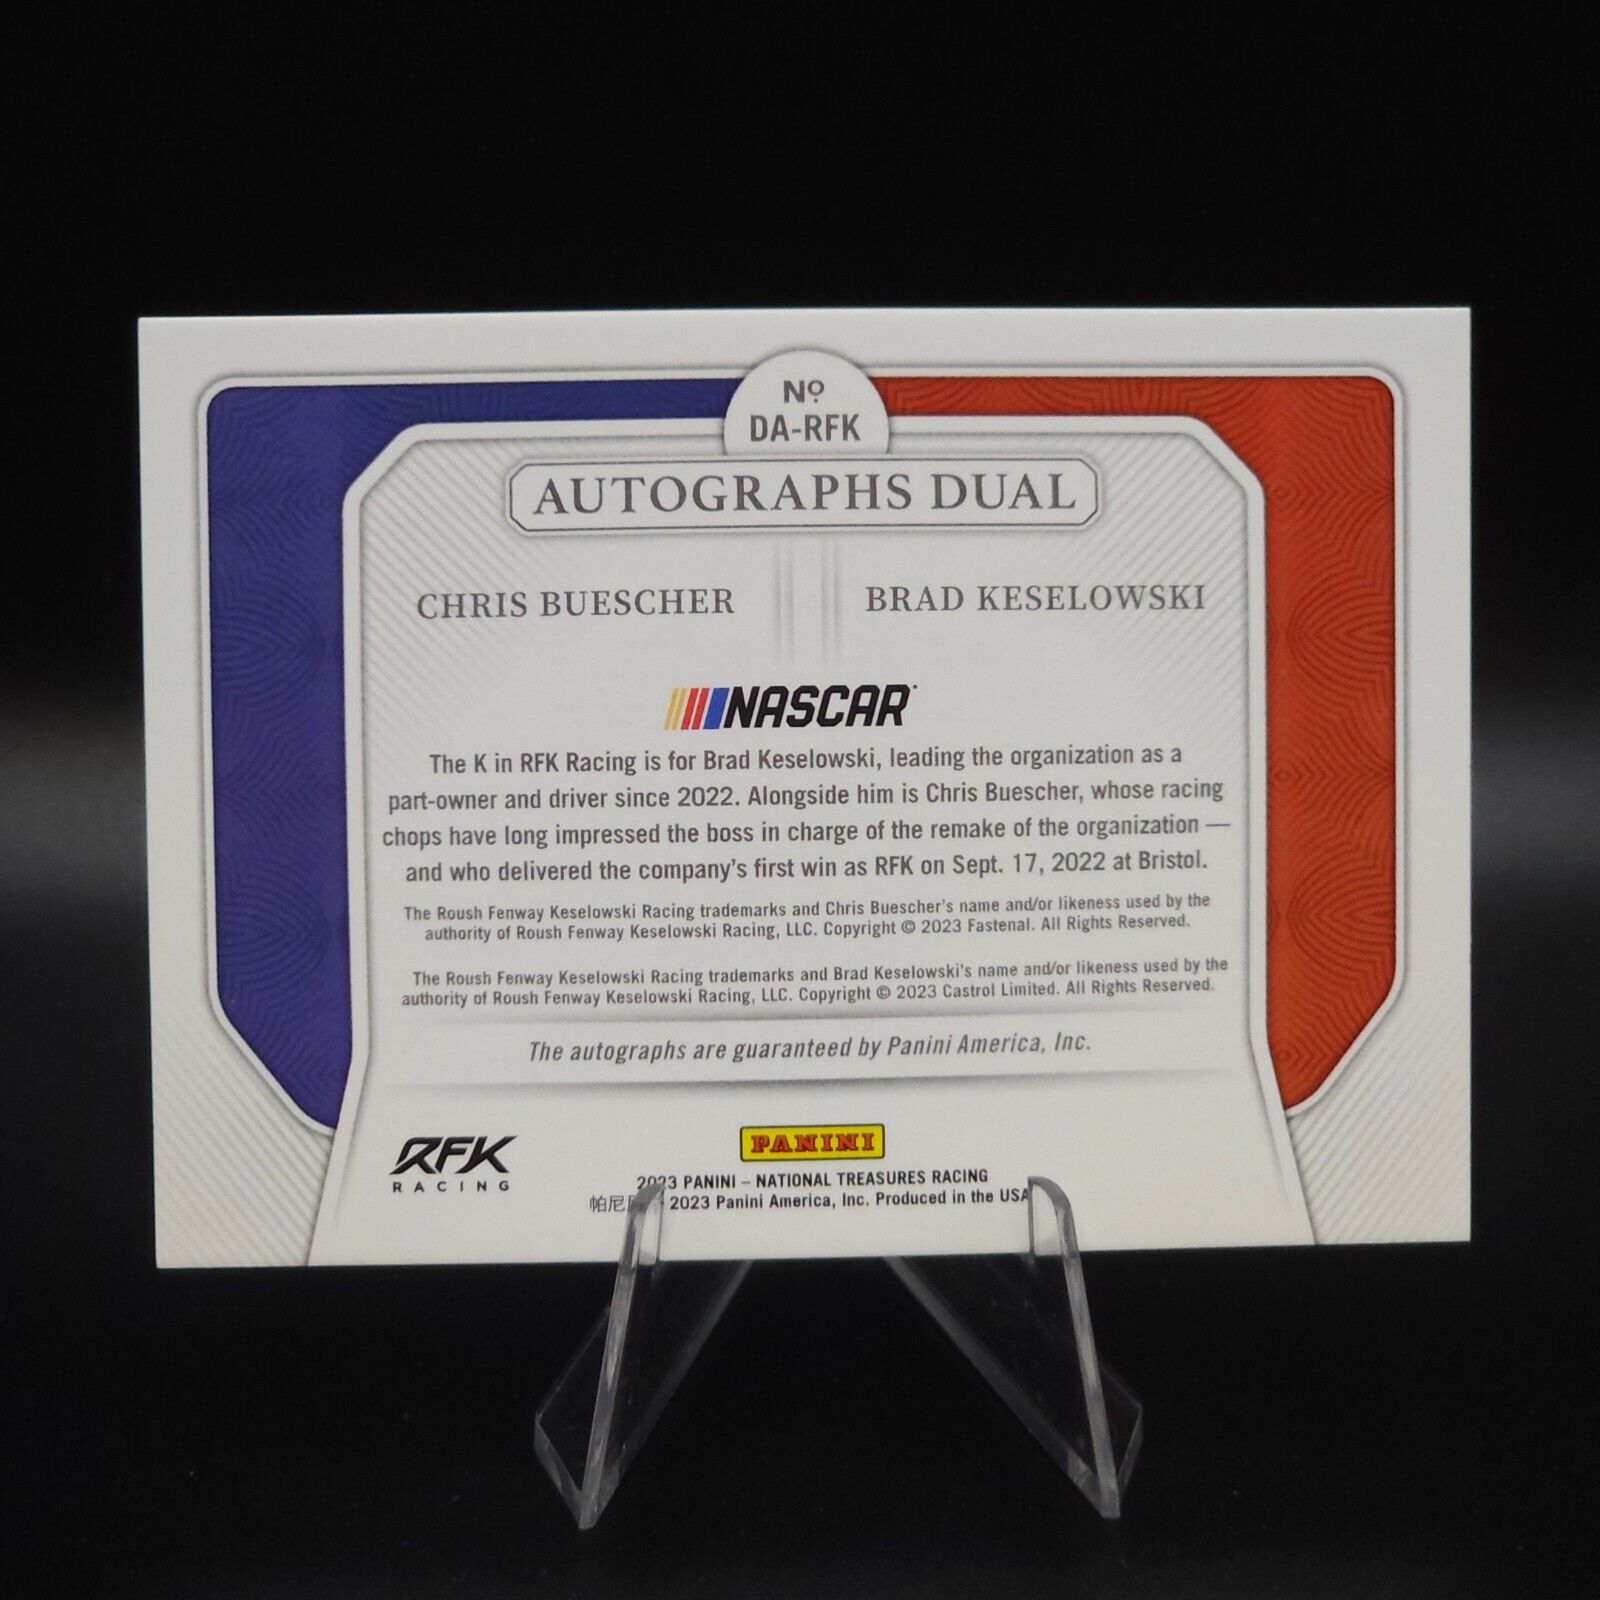 Nº
DA-RFK
AUTOGRAPHS DUAL
CHRIS BUESCHER
BRAD KESELOWSKI
NASCAR
The K in RFK Racing is for Brad Keselowski, leading the organization as a
part-owner and driver since 2022. Alongside him is Chris Buescher, whose racing
chops have long impressed the boss in charge of the remake of the organization —
and who delivered the company's first win as RFK on Sept. 17, 2022 at Bristol.
The Roush Fenway Keselowski Racing trademarks and Chris Buescher's name and/or likeness used by the
authority of Roush Fenway Keselowski Racing, LLC. Copyright © 2023 Fastenal. All Rights Reserved.
The Roush Fenway Keselowski Racing trademarks and Brad Keselowski's name and/or likeness used by the
authority of Roush Fenway Keselowski Racing, LLC. Copyright © 2023 Castrol Limited. All Rights Reserved.
The autographs are guaranteed by Panini America, Inc.
RFK
RACING
PANINI
2023 PANINI – NATIONAL TREASURES RACING
帕尼 2023 Panini America, Inc. Produced in the USA